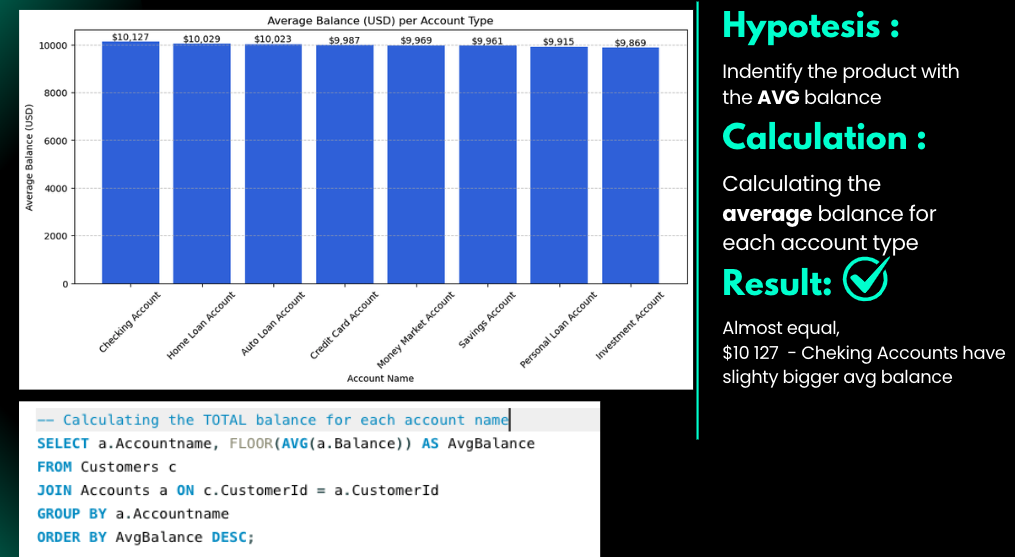 Average Balance (USD) per Account Type
$10,127 $10,029 $10,023 $9,987 $9,969 $9,961 $9,915 $9,869
10000
8000
6000
4000
2000
0
Average Balance (USD)
Checking Account
Home Loan Account
Auto Loan Account
Credit Card Account
Money Market Account
Savings Account
Personal Loan Account
Investment Account
Account Name
-- Calculating the TOTAL balance for each account name
SELECT a.Accountname, FLOOR(AVG(a.Balance)) AS AvgBalance
FROM Customers c
JOIN Accounts a ON c.CustomerId = a.CustomerId
GROUP BY a.Accountname
ORDER BY AvgBalance DESC;
Hypotesis :
Indentify the product with
the AVG balance
Calculation :
Calculating the
average balance for
each account type
Result:
Almost equal,
$10 127 - Cheking Accounts have
slighty bigger avg balance